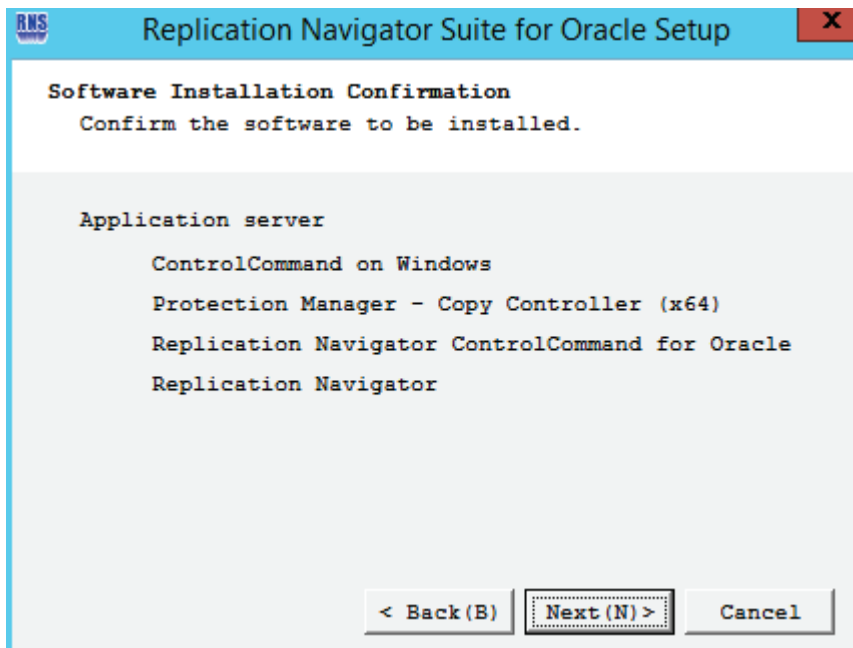 RNS
Replication Navigator Suite for Oracle Setup
x
Software Installation Confirmation
Confirm the software to be installed.
Application server
ControlCommand on Windows
Protection Manager - Copy Controller (x64)
Replication Navigator ControlCommand for Oracle
Replication Navigator
< Back(B) Next(N)> Cancel